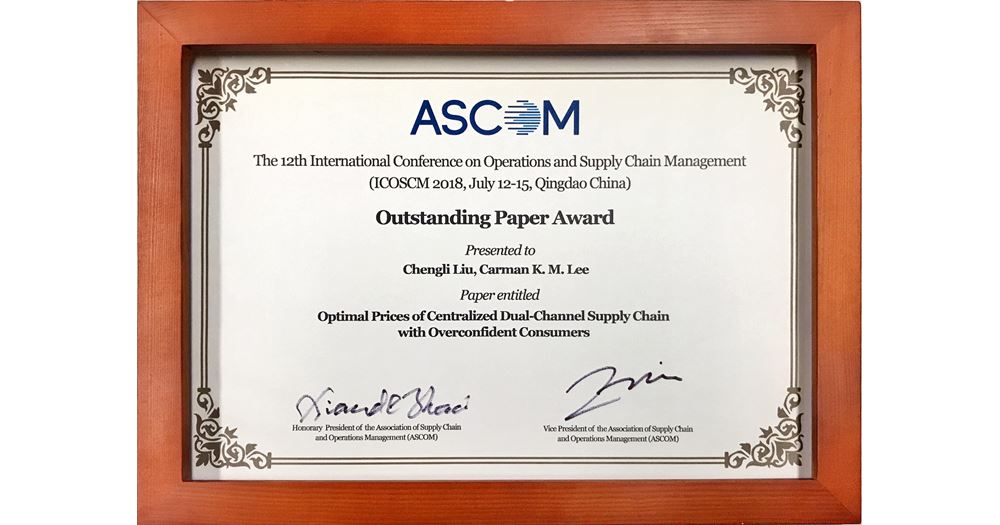 ASCOM
The 12th International Conference on Operations and Supply Chain Management
(ICOSCM 2018, July 12-15, Qingdao China)
Outstanding Paper Award
Presented to
Chengli Liu, Carman K. M. Lee
Paper entitled
Optimal Prices of Centralized Dual-Channel Supply Chain
with Overconfident Consumers
Honorary President of the Association of Supply Chain
and Operations Management (ASCOM)
Vice President of the Association of Supply Chain
and Operations Management (ASCOM)